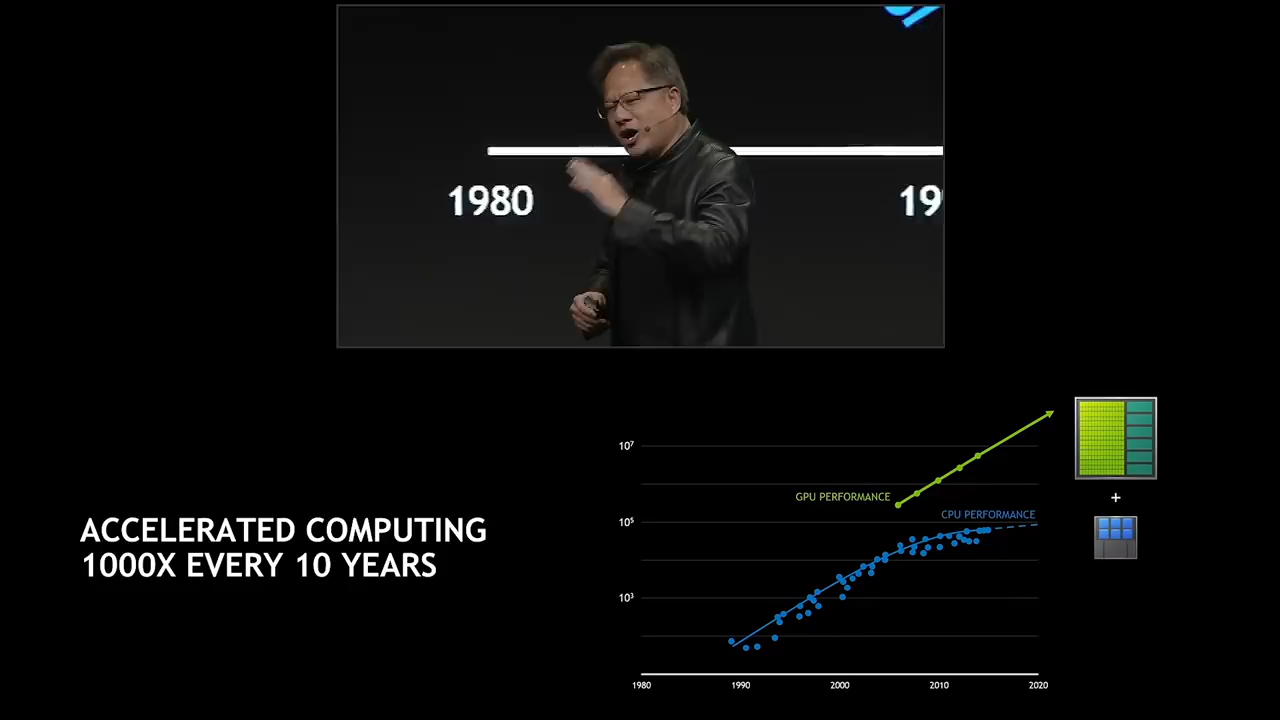 1980
19
10⁷
GPU PERFORMANCE
CPU PERFORMANCE
10⁵
+
ACCELERATED COMPUTING
1000X EVERY 10 YEARS
10³
1980
1990
2000
2010
2020